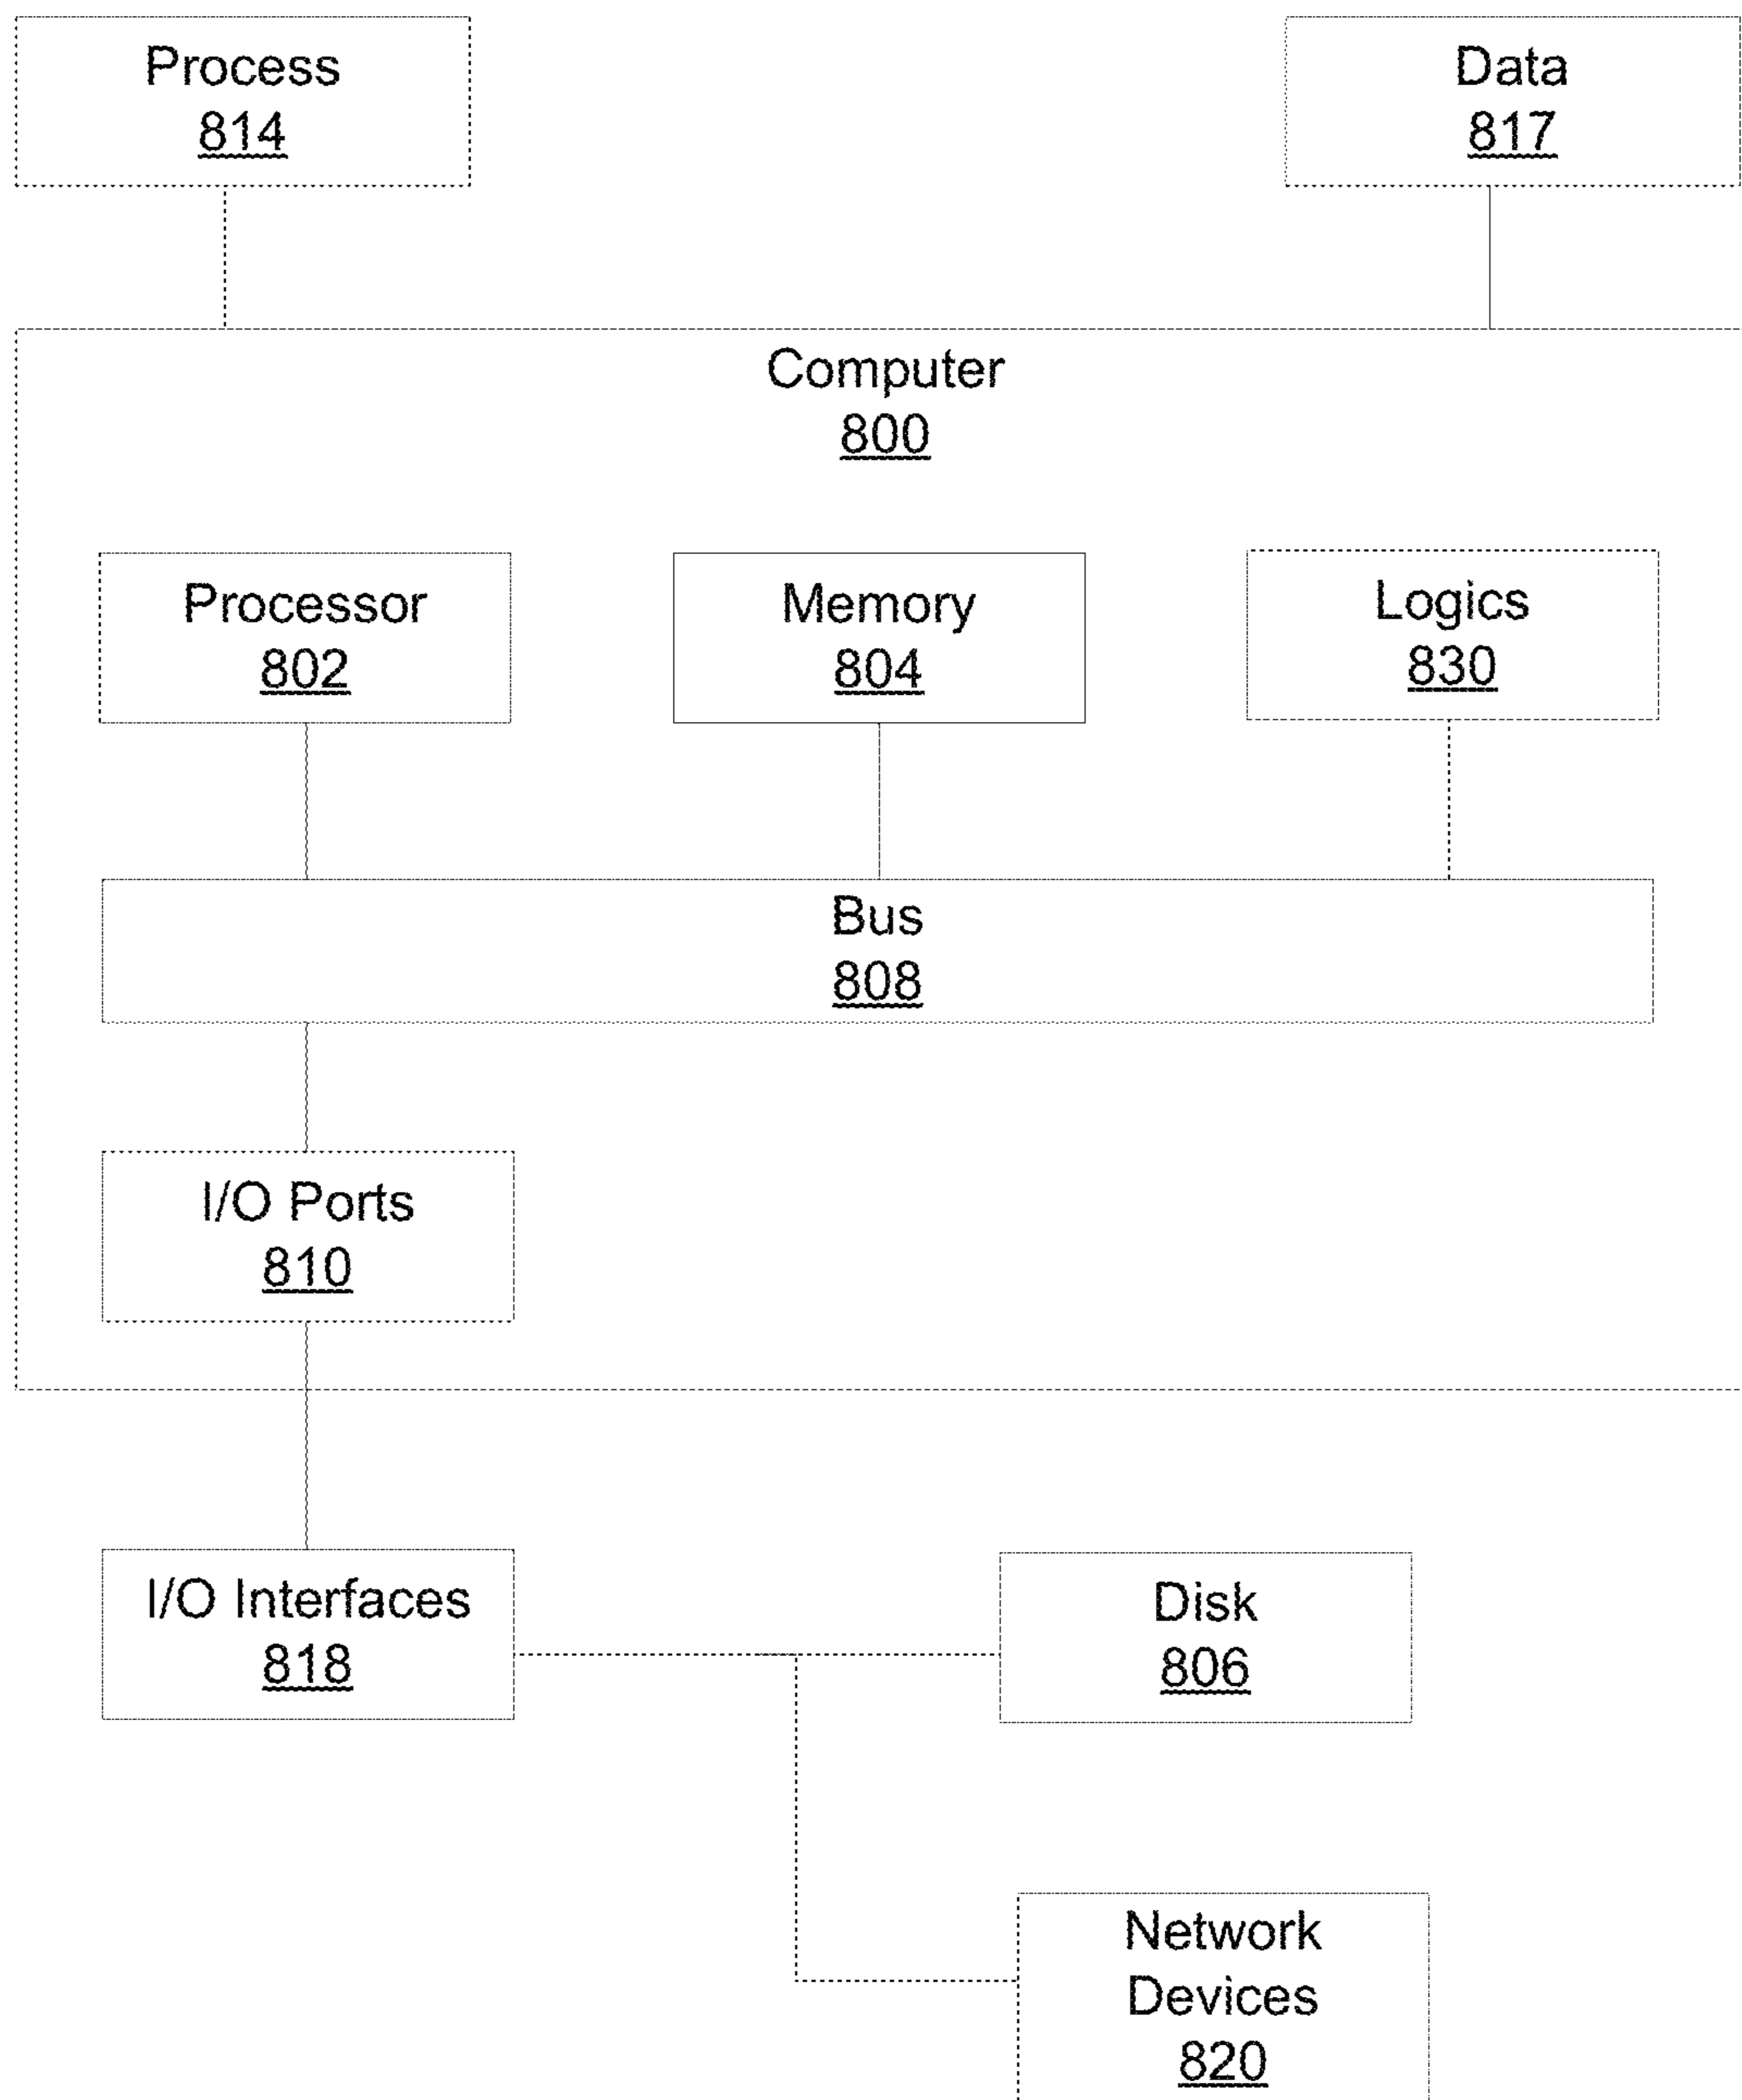 Process
814
Data
817
Computer
800
Processor
802
Memory
804
Logics
830
Bus
808
I/O Ports
810
I/O Interfaces
818
Disk
806
Network
Devices
820